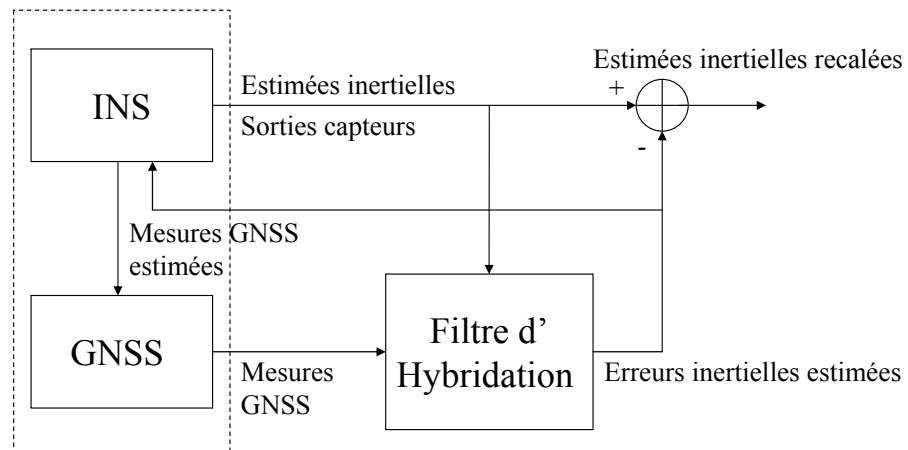 Estimées inertielles recalées
INS
Estimées inertielles
Sorties capteurs
+
-
Mesures GNSS
estimées
GNSS
Mesures
GNSS
Filtre d'
Hybridation
Erreurs inertielles estimées